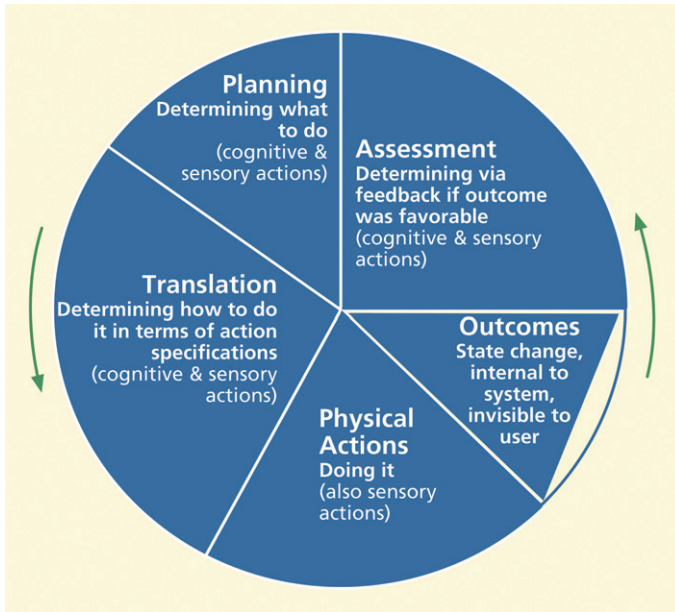 Planning
Determining what
to do
(cognitive &
sensory actions)
Assessment
Determining via
feedback if outcome
was favorable
(cognitive & sensory
actions)
Translation
Determining how to do
it in terms of action
specifications
(cognitive & sensory
actions)
Outcomes
State change,
internal to
system,
invisible to
user
Physical
Actions
Doing it
(also sensory
actions)